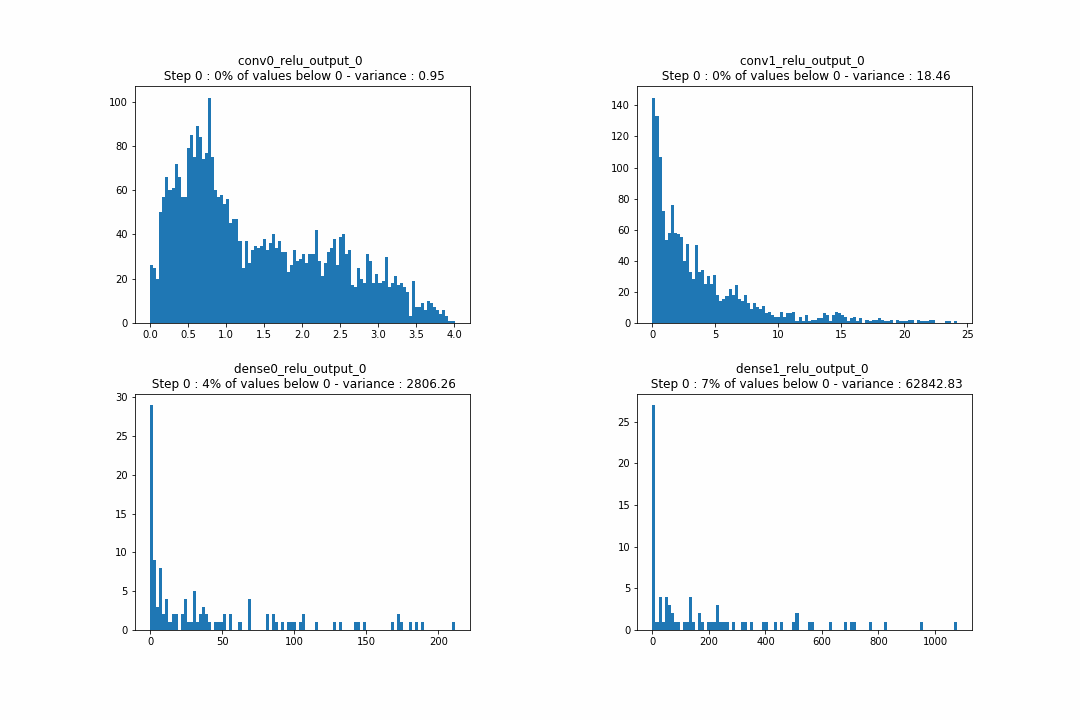 conv0_relu_output_0
Step 0 : 0% of values below 0 - variance : 0.95
100
80
60
40
20
0
0.0 0.5 1.0 1.5 2.0 2.5 3.0 3.5 4.0
conv1_relu_output_0
Step 0 : 0% of values below 0 - variance : 18.46
140
120
100
80
60
40
20
0
0 5 10 15 20 25
dense0_relu_output_0
Step 0 : 4% of values below 0 - variance : 2806.26
30
25
20
15
10
5
0
0 50 100 150 200
dense1_relu_output_0
Step 0 : 7% of values below 0 - variance : 62842.83
25
20
15
10
5
0
0 200 400 600 800 1000